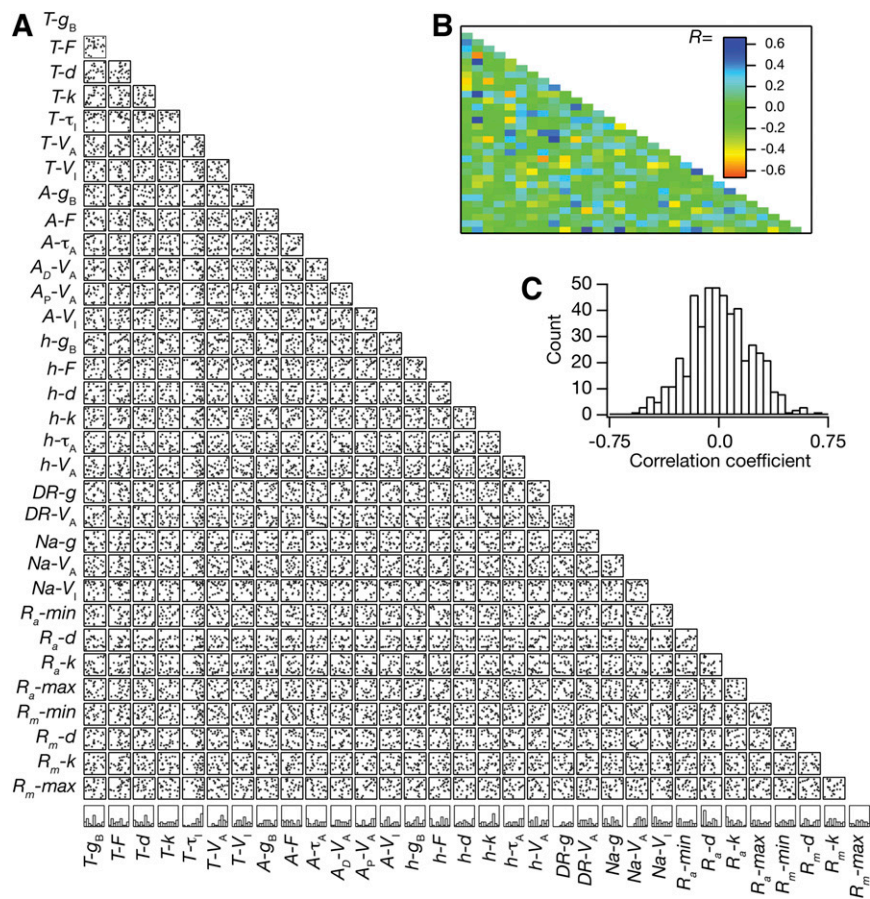 A
T-gB
T-F
T-d
T-k
T-τI
T-VA
T-VI
A-gB
A-F
A-τA
AD-VA
AP-VA
A-VI
h-gB
h-F
h-d
h-k
h-τA
h-VA
DR-g
DR-VA
Na-g
Na-VA
Na-VI
Ra-min
Ra-d
Ra-k
Ra-max
Rm-min
Rm-d
Rm-k
Rm-max
T-gB
T-F
T-d
T-k
T-τI
T-VA
T-VI
A-gB
A-F
A-τA
AD-VA
AP-VA
A-VI
h-gB
h-F
h-d
h-k
h-τA
h-VA
DR-g
DR-VA
Na-g
Na-VA
Na-VI
Ra-min
Ra-d
Ra-k
Ra-max
Rm-min
Rm-d
Rm-k
Rm-max
B
R=
0.6
0.4
0.2
0.0
-0.2
-0.4
-0.6
C
Count
50
40
30
20
10
0
-0.75
0.0
0.75
Correlation coefficient